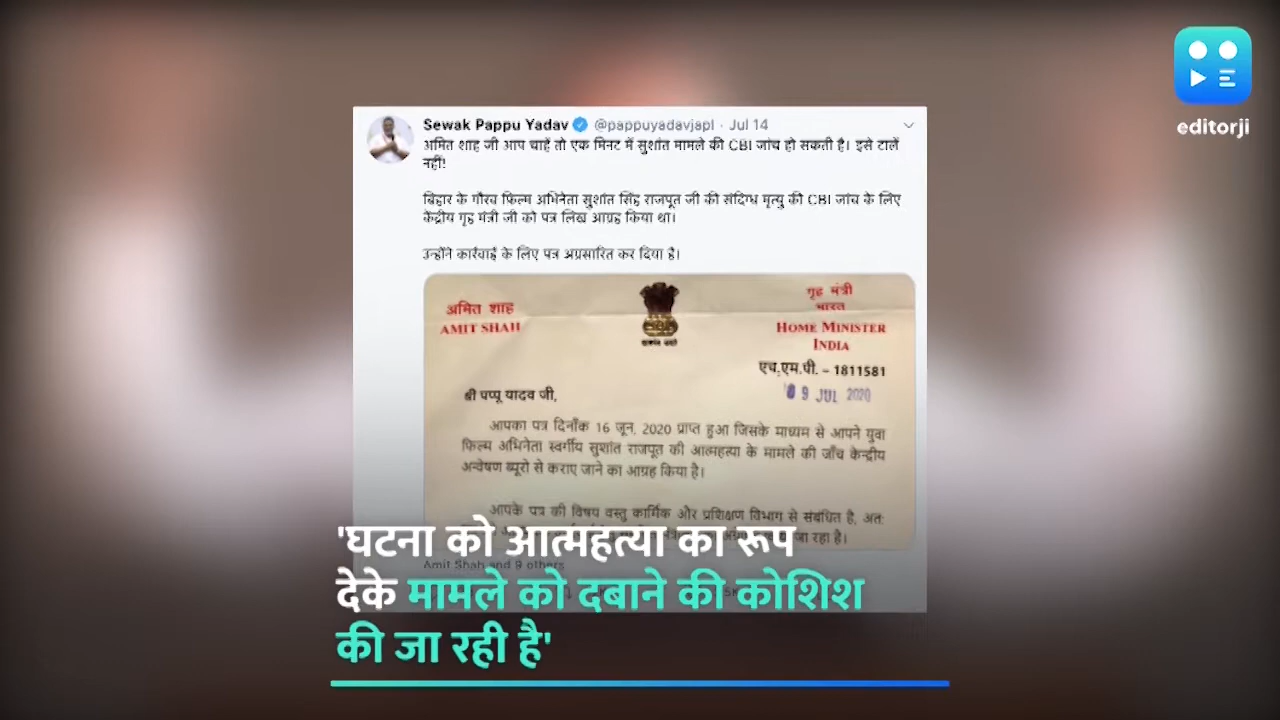 editorji
Sewak Pappu Yadav @pappuyadavjapl · Jul 14
अमित शाह जी आप चाहें तो एक मिनट में सुशांत मामले की CBI जांच हो सकती है। इसे टालें
नहीं!
बिहार के गौरव फिल्म अभिनेता सुशांत सिंह राजपूत जी की संदिग्ध मृत्यु की CBI जांच के लिए
केंद्रीय गृह मंत्री जी को पत्र लिख आग्रह किया था।
उन्होंने कार्रवाई के लिए पत्र अग्रसारित कर दिया है।
अमित शाह
AMIT SHAH
गृह मंत्री
भारत
HOME MINISTER
INDIA
एच.एम.पी. – 1811581
09 JUL 2020
श्री पप्पू यादव जी,
आपका पत्र दिनाँक 16 जून, 2020 प्राप्त हुआ जिसके माध्यम से आपने युवा
फिल्म अभिनेता स्वर्गीय सुशांत राजपूत की आत्महत्या के मामले की जाँच केन्द्रीय
अन्वेषण ब्यूरो से कराए जाने का आग्रह किया है।
आपके पत्र की विषय वस्तु कार्मिक और प्रशिक्षण विभाग से संबंधित है, अतः
जा रहा है।
Amit Shah and 9 others
'घटना को आत्महत्या का रूप
देके मामले को दबाने की कोशिश
की जा रही है'